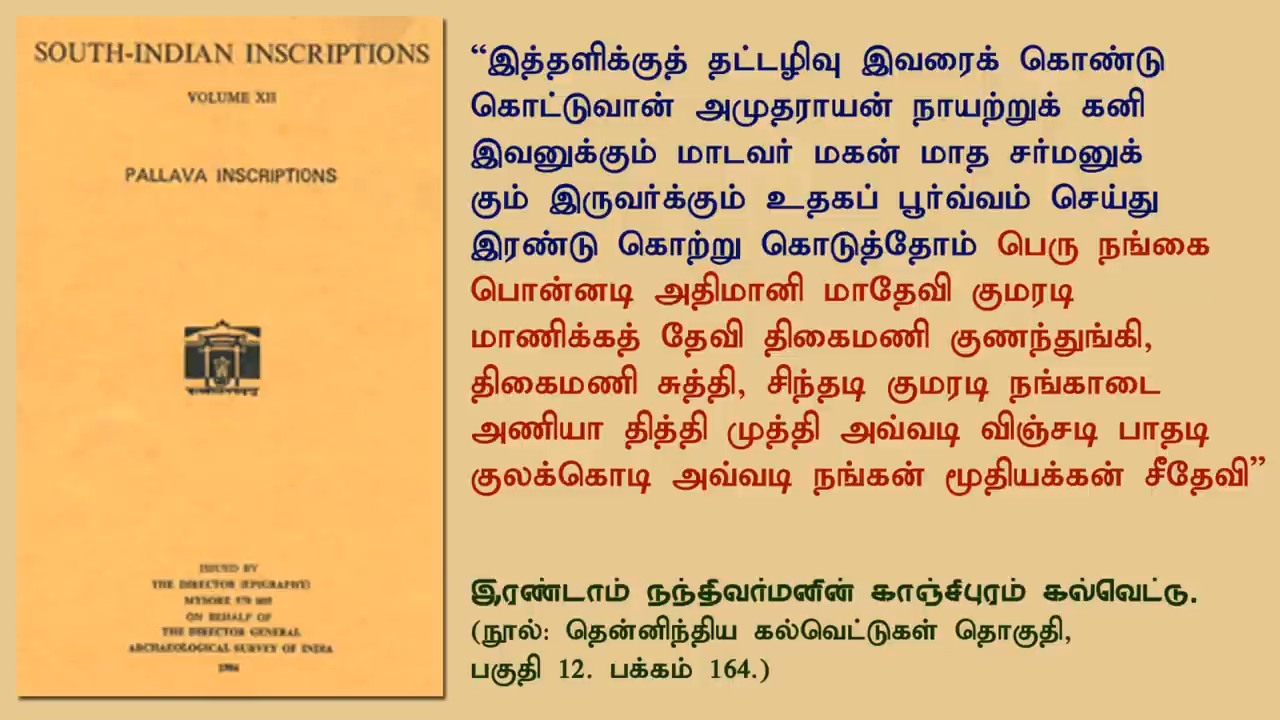 SOUTH-INDIAN INSCRIPTIONS
VOLUME XII
PALLAVA INSCRIPTIONS
ISSUED BY
THE DIRECTOR (EPIGRAPHY)
MYSORE 570 005
ON BEHALF OF
THE DIRECTOR GENERAL
ARCHAEOLOGICAL SURVEY OF INDIA
1986
“இத்தளிக்குத் தட்டழிவு இவரைக் கொண்டு
கொட்டுவான் அமுதராயன் நாயற்றுக் கனி
இவனுக்கும் மாடவர் மகன் மாத சர்மனுக்
கும் இருவர்க்கும் உதகப் பூர்வ்வம் செய்து
இரண்டு கொற்று கொடுத்தோம் பெரு நங்கை
பொன்னடி அதிமானி மாதேவி குமரடி
மாணிக்கத் தேவி திகைமணி குணந்துங்கி,
திகைமணி சுத்தி, சிந்தடி குமரடி நங்காடை
அணியா தித்தி முத்தி அவ்வடி விஞ்சடி பாதடி
குலக்கொடி அவ்வடி நங்கன் மூதியக்கன் சீதேவி”
இரண்டாம் நந்திவர்மனின் காஞ்சிபுரம் கல்வெட்டு.
(நூல்: தென்னிந்திய கல்வெட்டுகள் தொகுதி,
பகுதி 12. பக்கம் 164.)